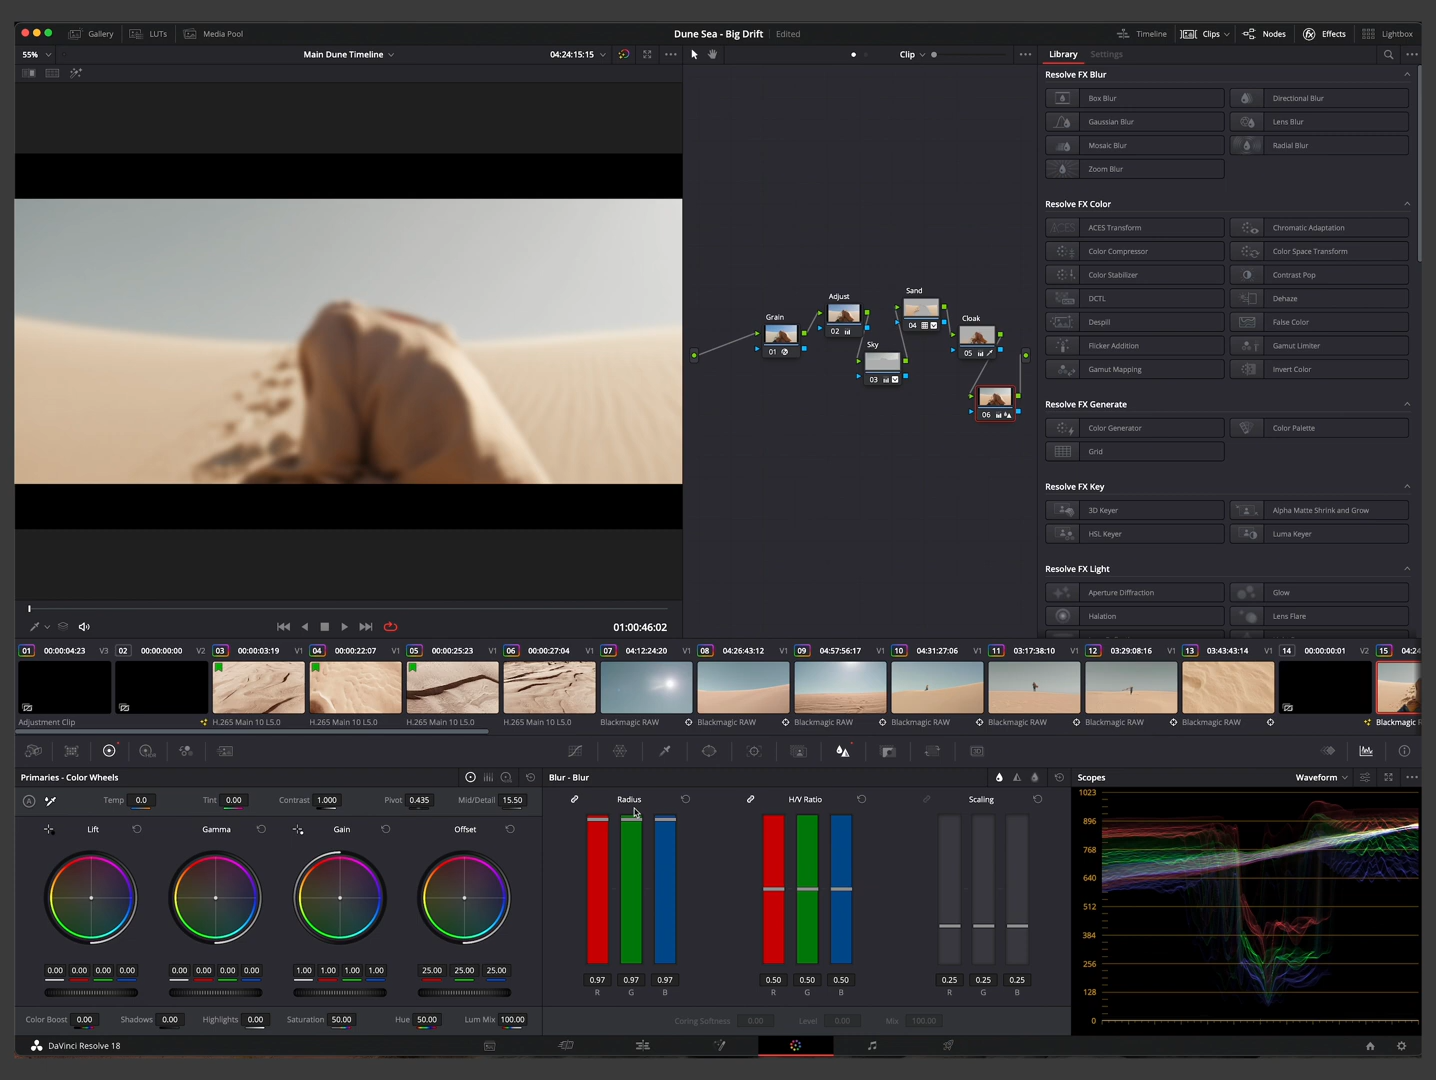 Gallery LUTs Media Pool Dune Sea - Big Drift Edited Timeline Clips Nodes Effects Lightbox
55% Main Dune Timeline 04:24:15:15 Clip Library Settings
Resolve FX Blur
Box Blur Directional Blur
Gaussian Blur Lens Blur
Mosaic Blur Radial Blur
Zoom Blur
Resolve FX Color
ACES Transform Chromatic Adaptation
Color Compressor Color Space Transform
Color Stabilizer Contrast Pop
DCTL Dehaze
Despill False Color
Flicker Addition Gamut Limiter
Gamut Mapping Invert Color
Resolve FX Generate
Color Generator Color Palette
Grid
Resolve FX Key
3D Keyer Alpha Matte Shrink and Grow
HSL Keyer Luma Keyer
Resolve FX Light
Aperture Diffraction Glow
Halation Lens Flare
Grain
01
Adjust
02
Sky
03
Sand
04
Cloak
05
06
01:00:46:02
01 00:00:04:23 V3 02 00:00:00:00 V2 03 00:00:03:19 V1 04 00:00:22:07 V1 05 00:00:25:23 V1 06 00:00:27:04 V1 07 04:12:24:20 V1 08 04:26:43:12 V1 09 04:57:56:17 V1 10 04:31:27:06 V1 11 03:17:38:10 V1 12 03:29:08:16 V1 13 03:43:43:14 V1 14 00:00:00:01 V2 15 04:24
Adjustment Clip H.265 Main 10 L5.0 H.265 Main 10 L5.0 H.265 Main 10 L5.0 H.265 Main 10 L5.0 Blackmagic RAW Blackmagic RAW Blackmagic RAW Blackmagic RAW Blackmagic RAW Blackmagic RAW Blackmagic RAW Blackmagic
Primaries - Color Wheels Blur - Blur Scopes Waveform
Temp 0.0 Tint 0.00 Contrast 1.000 Pivot 0.435 Mid/Detail 15.50
Lift Gamma Gain Offset
0.00 0.00 0.00 0.00 0.00 0.00 0.00 0.00 1.00 1.00 1.00 1.00 25.00 25.00 25.00
Color Boost 0.00 Shadows 0.00 Highlights 0.00 Saturation 50.00 Hue 50.00 Lum Mix 100.00
Radius H/V Ratio Scaling
0.97 0.97 0.97 0.50 0.50 0.50 0.25 0.25 0.25
R G B R G B R G B
Coring Softness 0.00 Level 0.00 Mix 100.00
1023
896
768
640
512
384
256
128
0
DaVinci Resolve 18